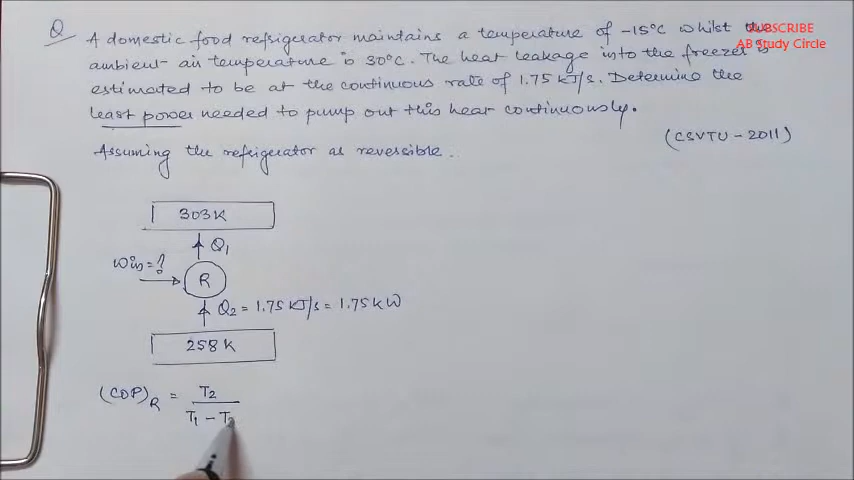 Q A domestic food refrigerator maintains a temperature of -15°C whilst the
SUBSCRIBE
ambient air temperature is 30°C. The heat leakage into the freezer is
AB Study Circle
estimated to be at the continuous rate of 1.75 kJ/s. Determine the
least power needed to pump out this heat continuously.
(CSVTU - 2011)
Assuming the refrigerator as reversible.
303K
Q1
Win = ?
R
Q2 = 1.75 kJ/s = 1.75 kW
258 K
(COP)R = T2
T1 - T2